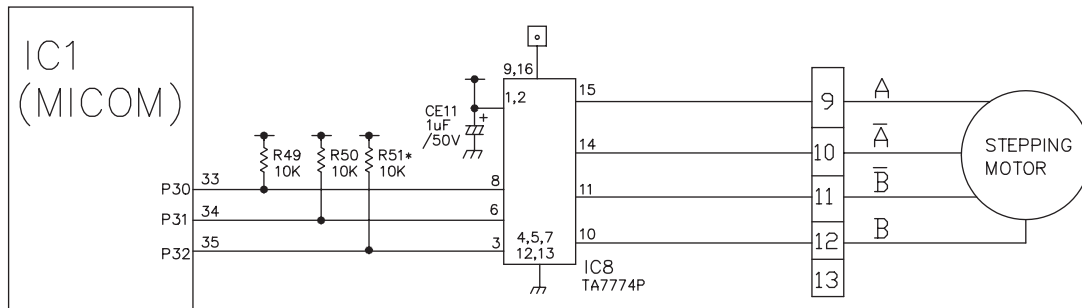 IC1
(MICOM)
9,16
1,2
15
CE11
1uF
/50V
+
9
A
R49
10K
R50
10K
R51*
10K
14
10
A̅
STEPPING
MOTOR
P30
33
8
11
11
B̅
P31
34
6
P32
35
3
4,5,7
12,13
10
12
B
IC8
TA7774P
13